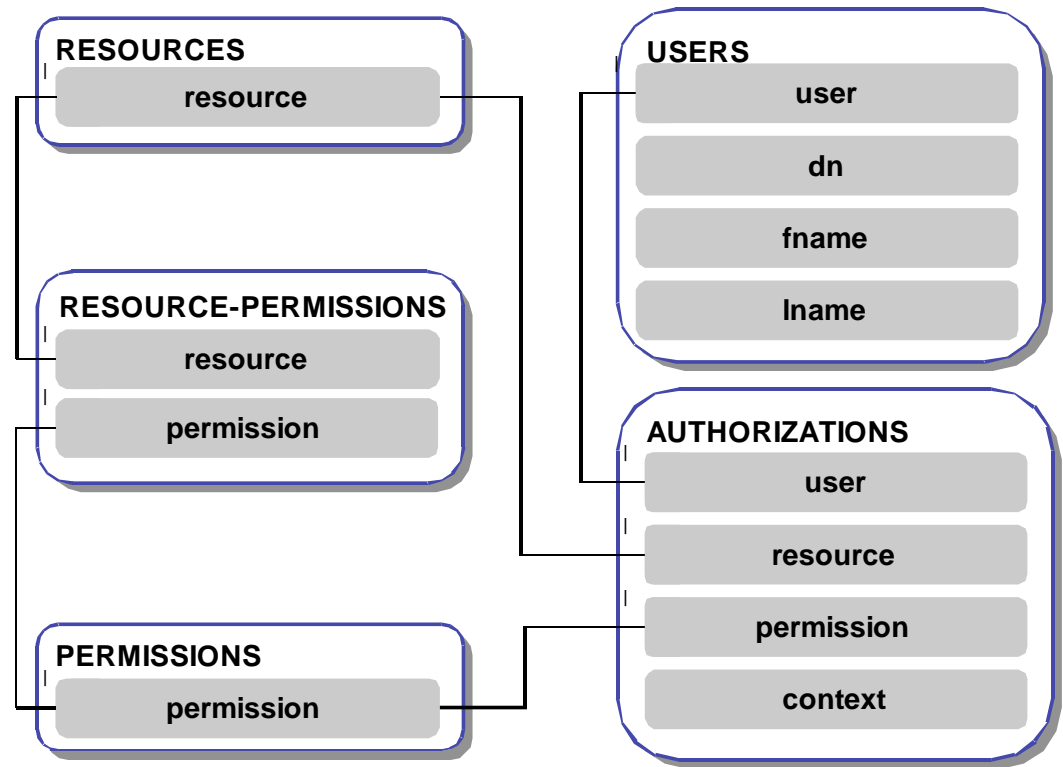 RESOURCES
resource
RESOURCE-PERMISSIONS
resource
permission
PERMISSIONS
permission
USERS
user
dn
fname
lname
AUTHORIZATIONS
user
resource
permission
context